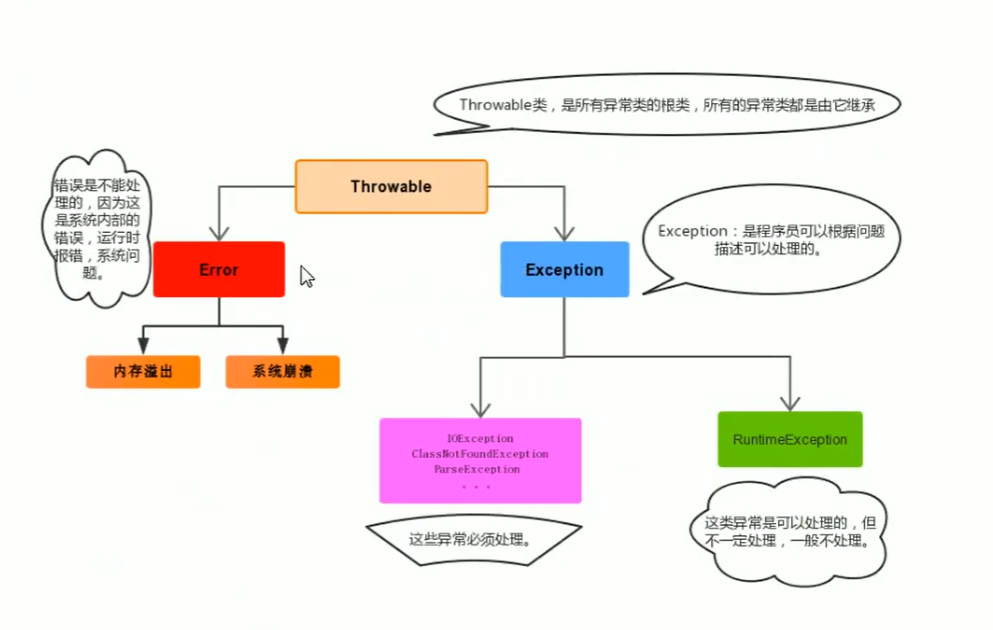 Throwable类，是所有异常类的根类，所有的异常类都是由它继承
错误是不能处
理的，因为这
是系统内部的
错误，运行时
报错，系统问
题。
Throwable
Exception：是程序员可以根据问题
描述可以处理的。
Error
Exception
内存溢出
系统崩溃
IOException
ClassNotFoundException
ParseException
. . .
RuntimeException
这些异常必须处理。
这类异常是可以处理的，但
不一定处理，一般不处理。